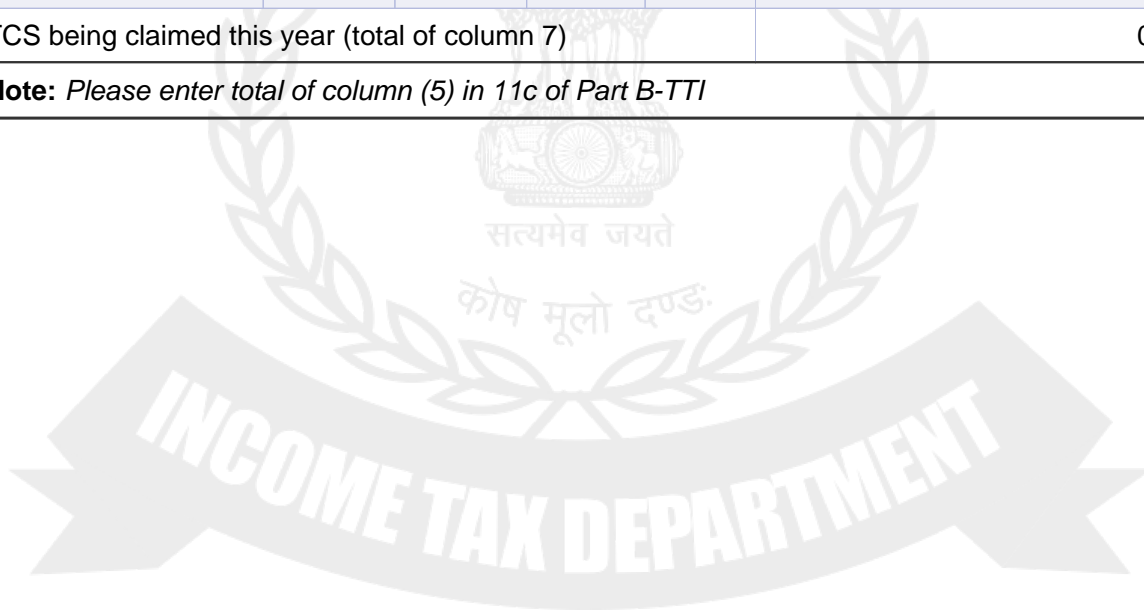 TCS being claimed this year (total of column 7) 0
Note: Please enter total of column (5) in 11c of Part B-TTI
सत्यमेव जयते
कोष मूलो दण्ड:
INCOME TAX DEPARTMENT